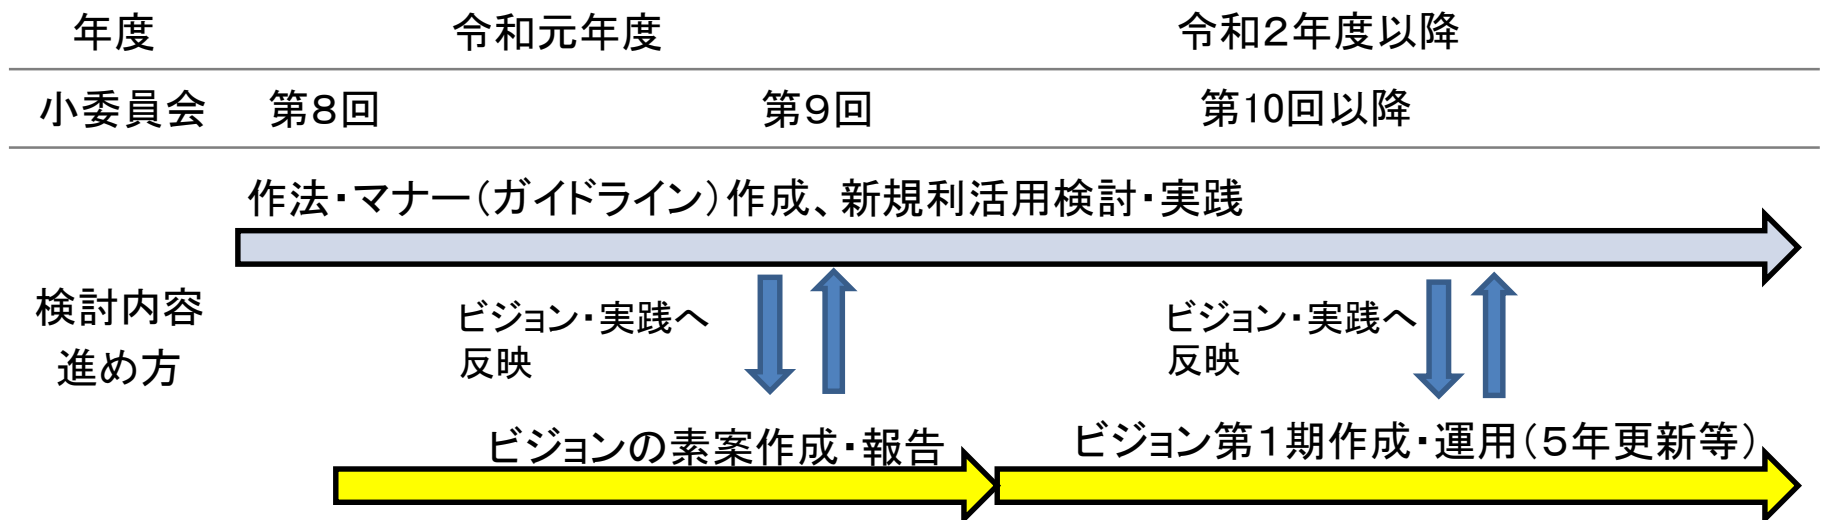 年度 令和元年度 令和２年度以降
小委員会 第８回 第９回 第10回以降
作法・マナー（ガイドライン）作成、新規利活用検討・実践
検討内容
進め方
ビジョン・実践へ
反映
ビジョン・実践へ
反映
ビジョンの素案作成・報告
ビジョン第１期作成・運用（５年更新等）